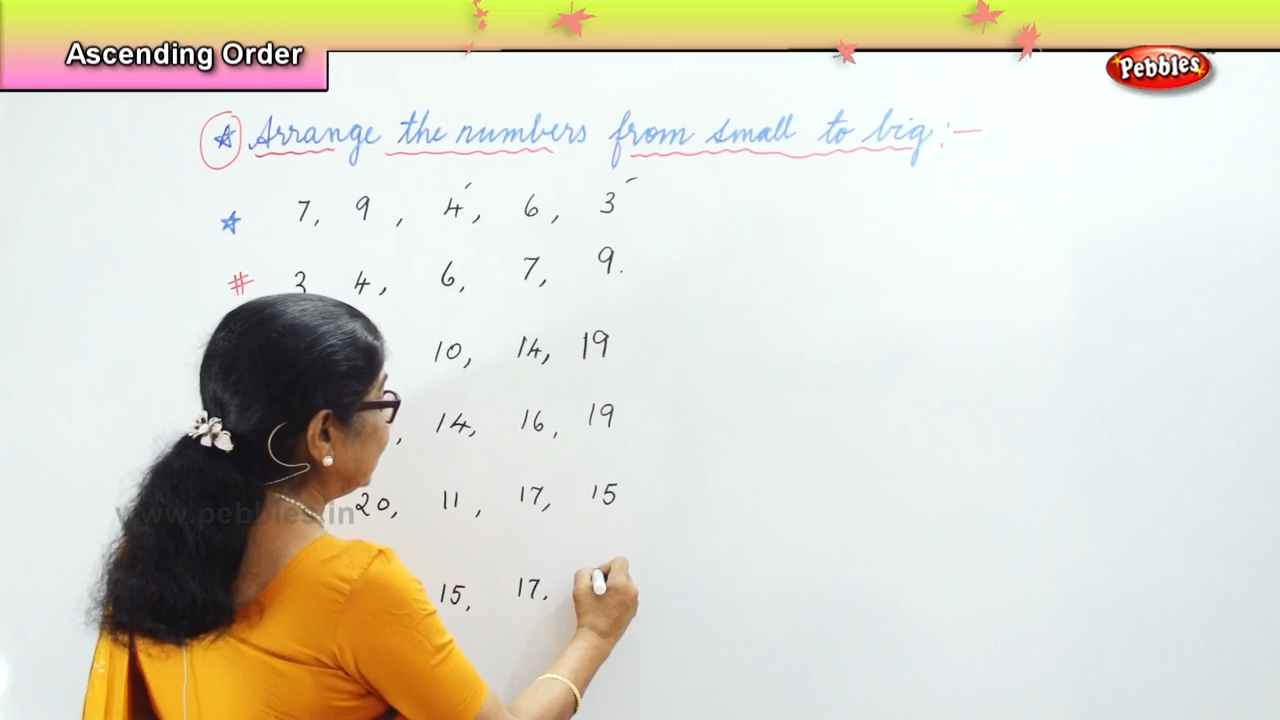 Ascending Order
Pebbles
Arrange the numbers from small to big :-
7, 9, 4, 6, 3
3 4, 6, 7, 9.
10, 14, 19
, 14, 16, 19
20, 11, 17, 15
www.pebbles.in
15, 17,